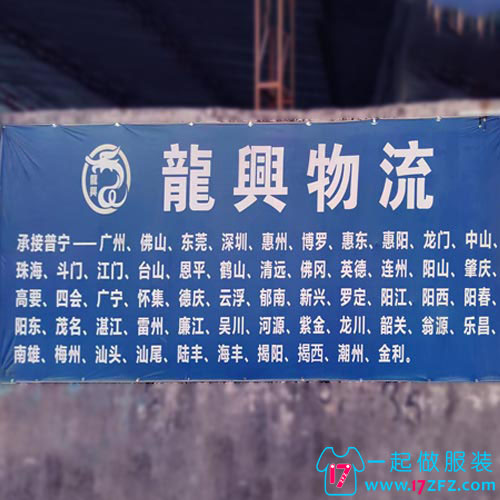 龍興物流
龍興
承接普宁——广州、佛山、东莞、深圳、惠州、博罗、惠东、惠阳、龙门、中山、
珠海、斗门、江门、台山、恩平、鹤山、清远、佛冈、英德、连州、阳山、肇庆、
高要、四会、广宁、怀集、德庆、云浮、郁南、新兴、罗定、阳江、阳西、阳春、
阳东、茂名、湛江、雷州、廉江、吴川、河源、紫金、龙川、韶关、翁源、乐昌、
南雄、梅州、汕头、汕尾、陆丰、海丰、揭阳、揭西、潮州、金利。
17 一起做服装
www.17ZFZ.com